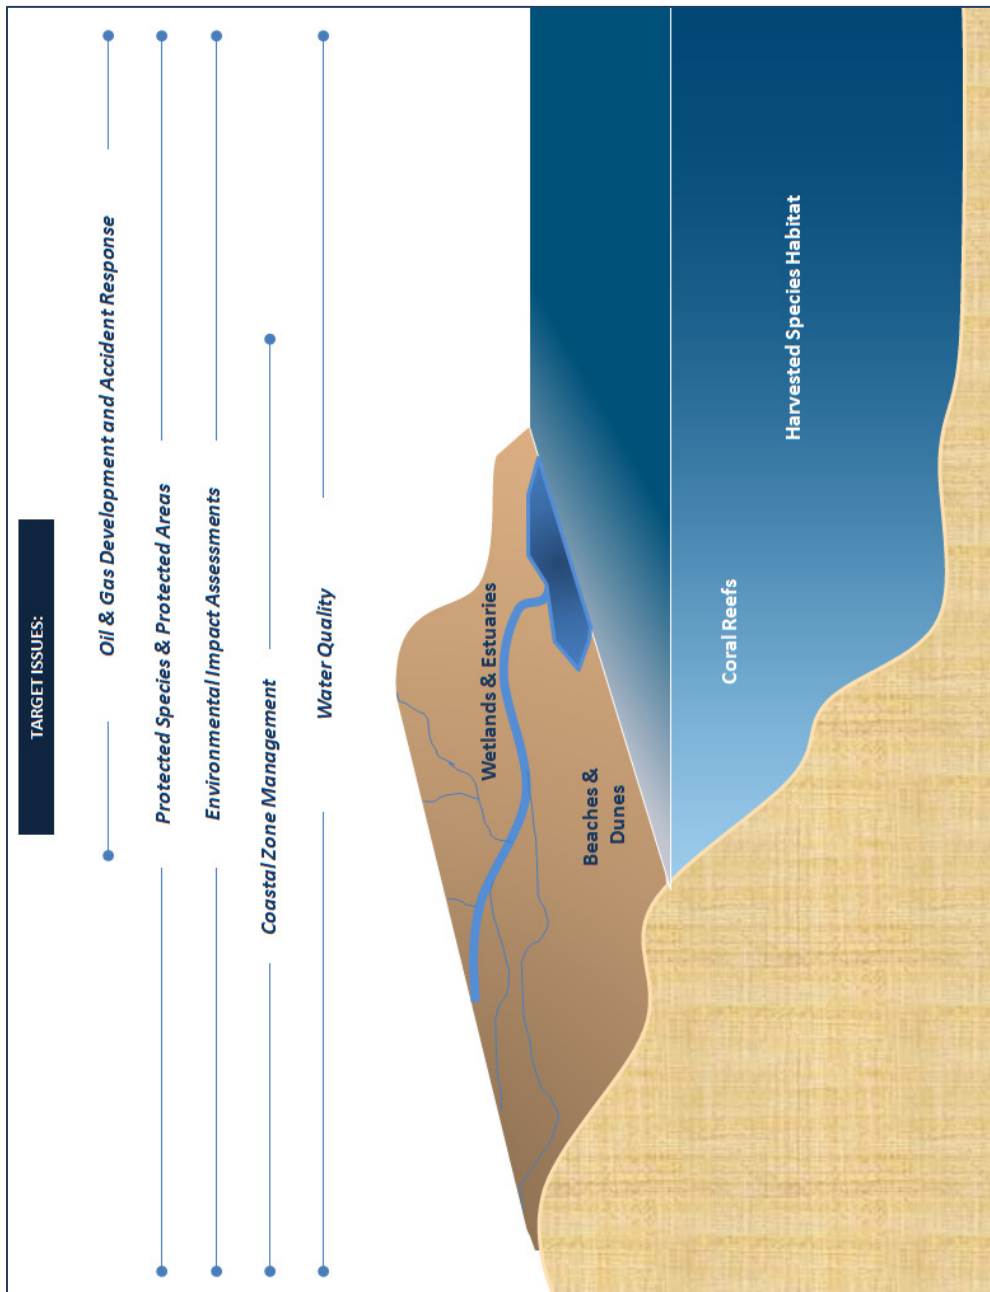 TARGET ISSUES:
Oil & Gas Development and Accident Response
Protected Species & Protected Areas
Environmental Impact Assessments
Coastal Zone Management
Water Quality
Wetlands & Estuaries
Beaches &
Dunes
Coral Reefs
Harvested Species Habitat